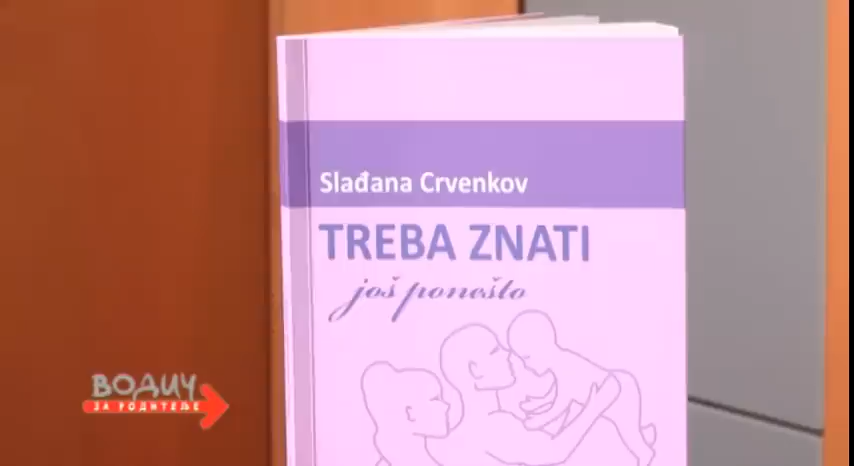 Slađana Crvenkov
TREBA ZNATI
još ponešto
ВОДИЧ
ЗА РОДИТЕЉЕ